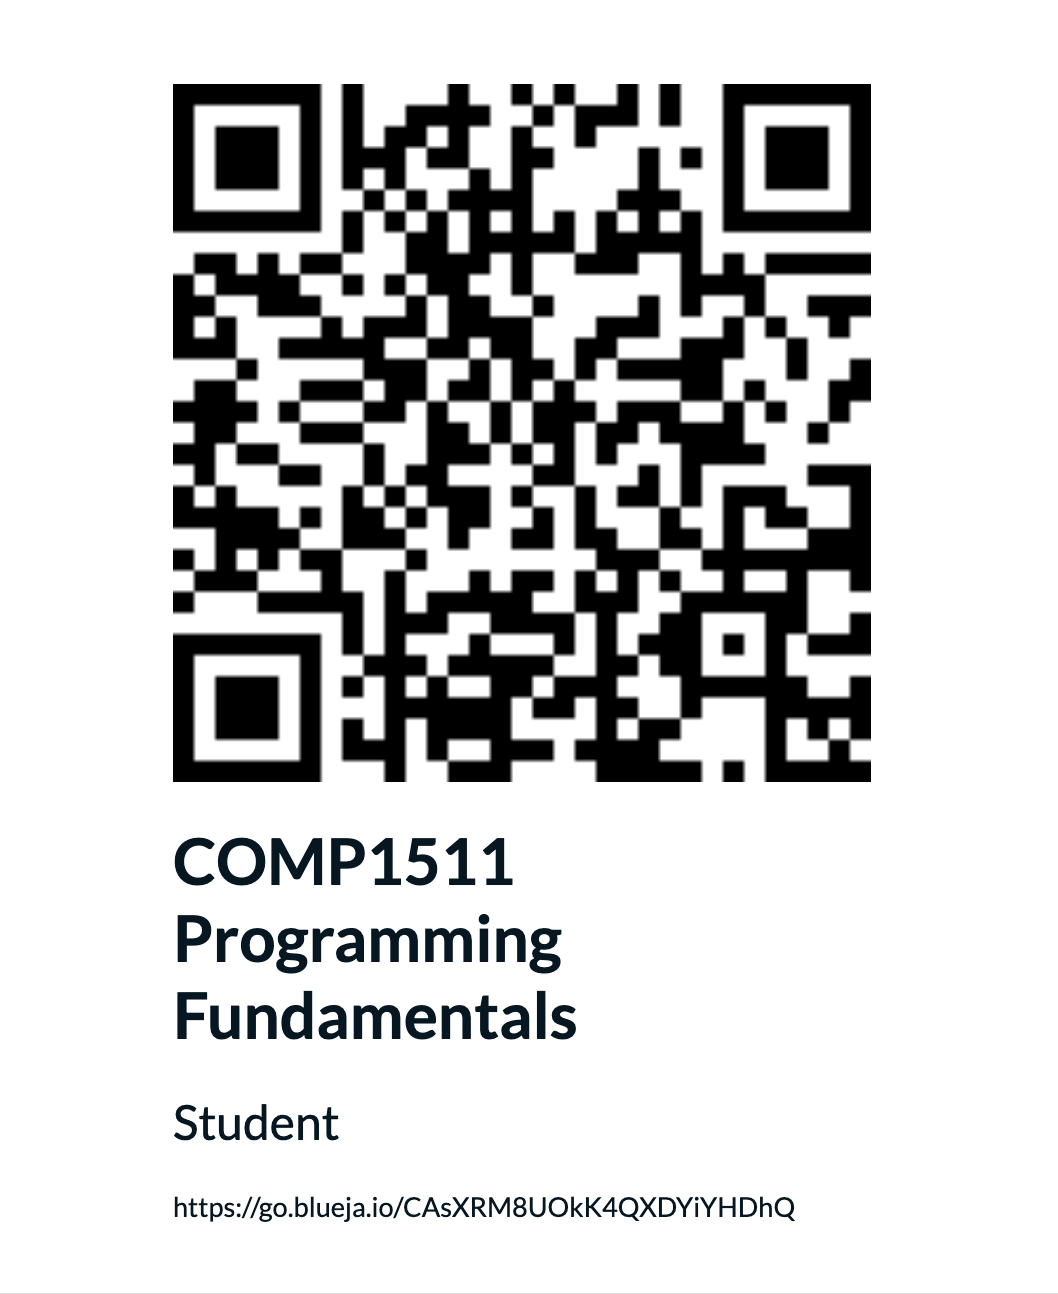 COMP1511
Programming
Fundamentals
Student
https://go.blueja.io/CAsXRM8UOkK4QXDYiYHDhQ